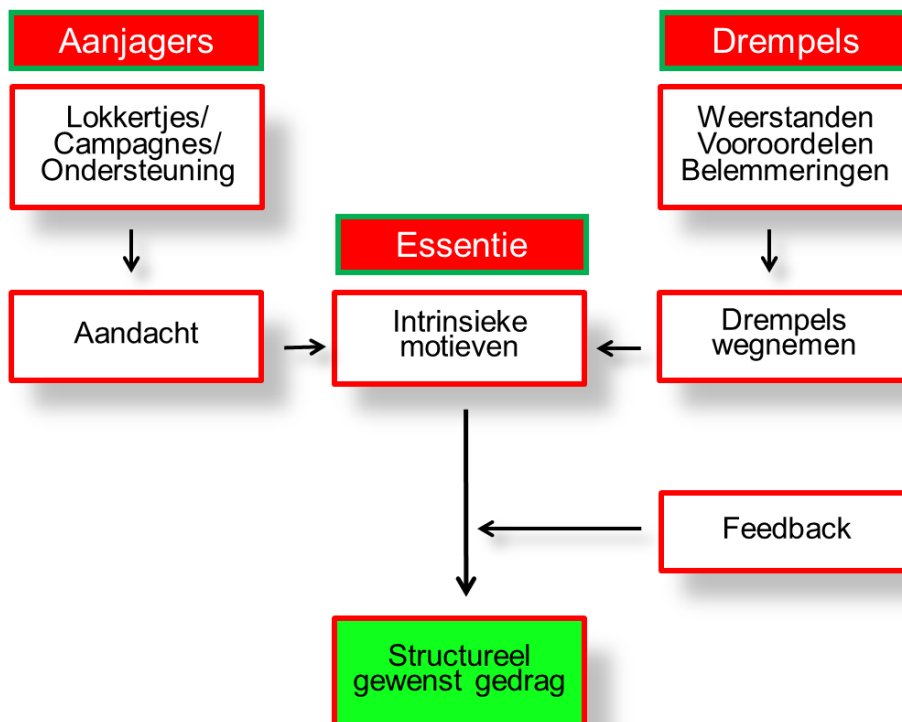 Aanjagers
Drempels
Lokkertjes/
Campagnes/
Ondersteuning
Weerstanden
Vooroordelen
Belemmeringen
Essentie
Aandacht
Intrinsieke
motieven
Drempels
wegnemen
Feedback
Structureel
gewenst gedrag